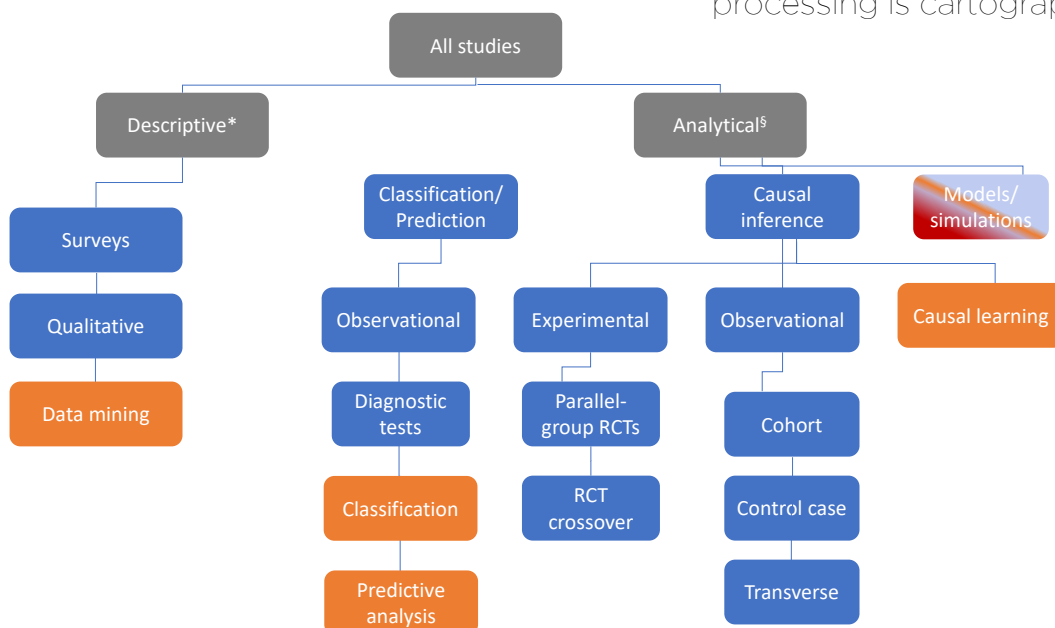 processing is cartograp
All studies
Descriptive*
Analytical§
Classification/
Prediction
Causal
inference
Models/
simulations
Surveys
Observational
Experimental
Observational
Causal learning
Qualitative
Data mining
Diagnostic
tests
Parallel-
group RCTs
Cohort
Classification
RCT
crossover
Control case
Predictive
analysis
Transverse